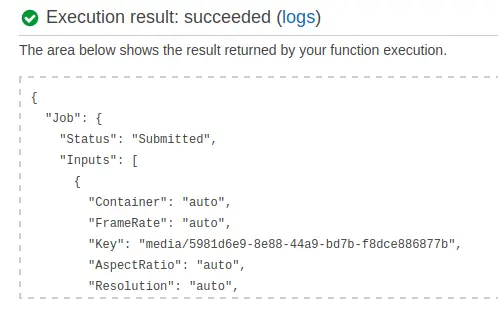 Execution result: succeeded (logs)
The area below shows the result returned by your function execution.
{
"Job": {
"Status": "Submitted",
"Inputs": [
{
"Container": "auto",
"FrameRate": "auto",
"Key": "media/5981d6e9-8e88-44a9-bd7b-f8dce886877b",
"AspectRatio": "auto",
"Resolution": "auto",